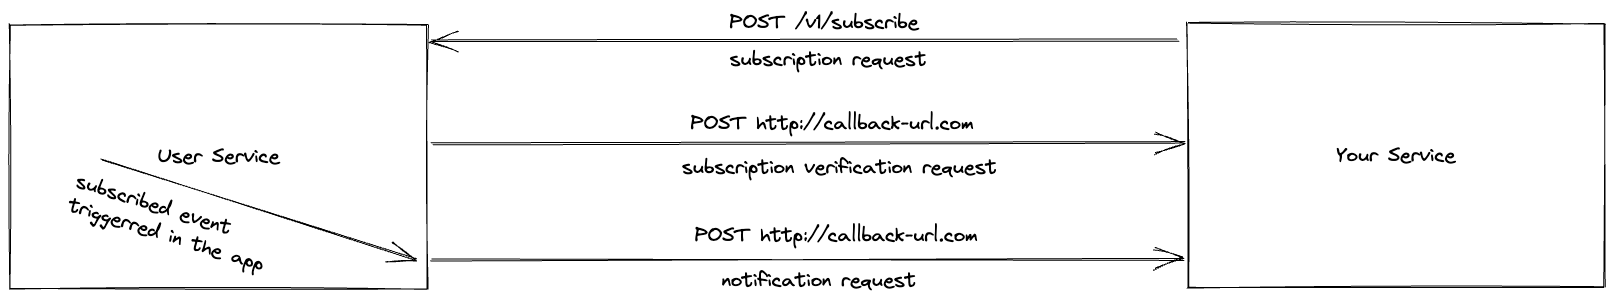 POST /v1/subscribe
subscription request
POST http://callback-url.com
User Service
Your Service
subscription verification request
subscribed event
triggerred in the app
POST http://callback-url.com
notification request